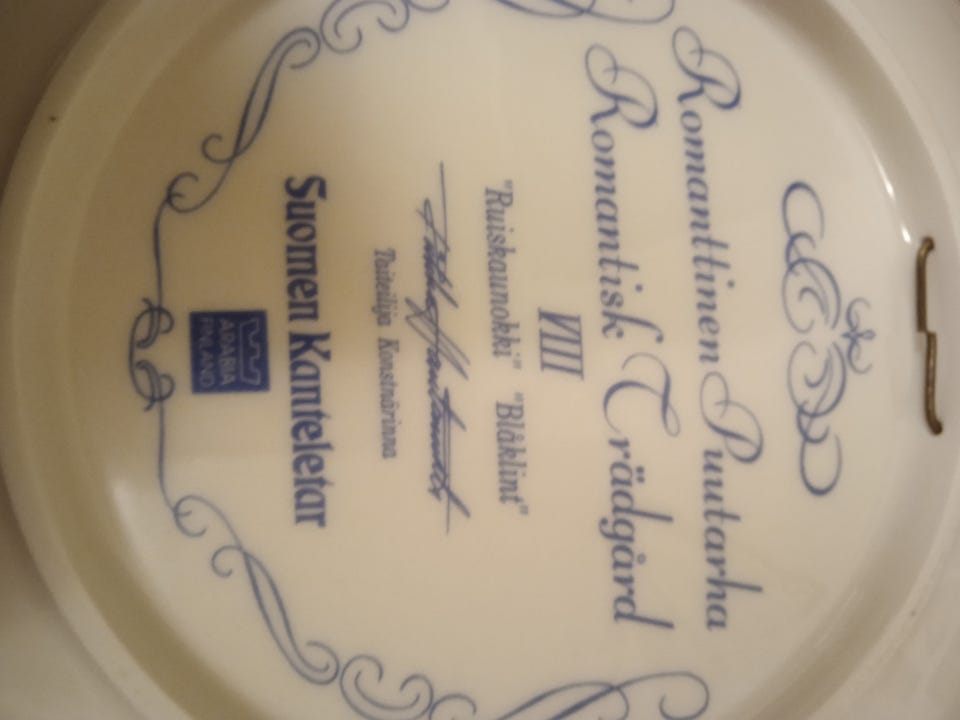 Romanttinen Puutarha
Romantisk Trädgård
VIII
"Ruiskaunokki" "Blåklint"
Taiteilija Konstnärinna
Suomen Kanteletar
ARABIA
FINLAND